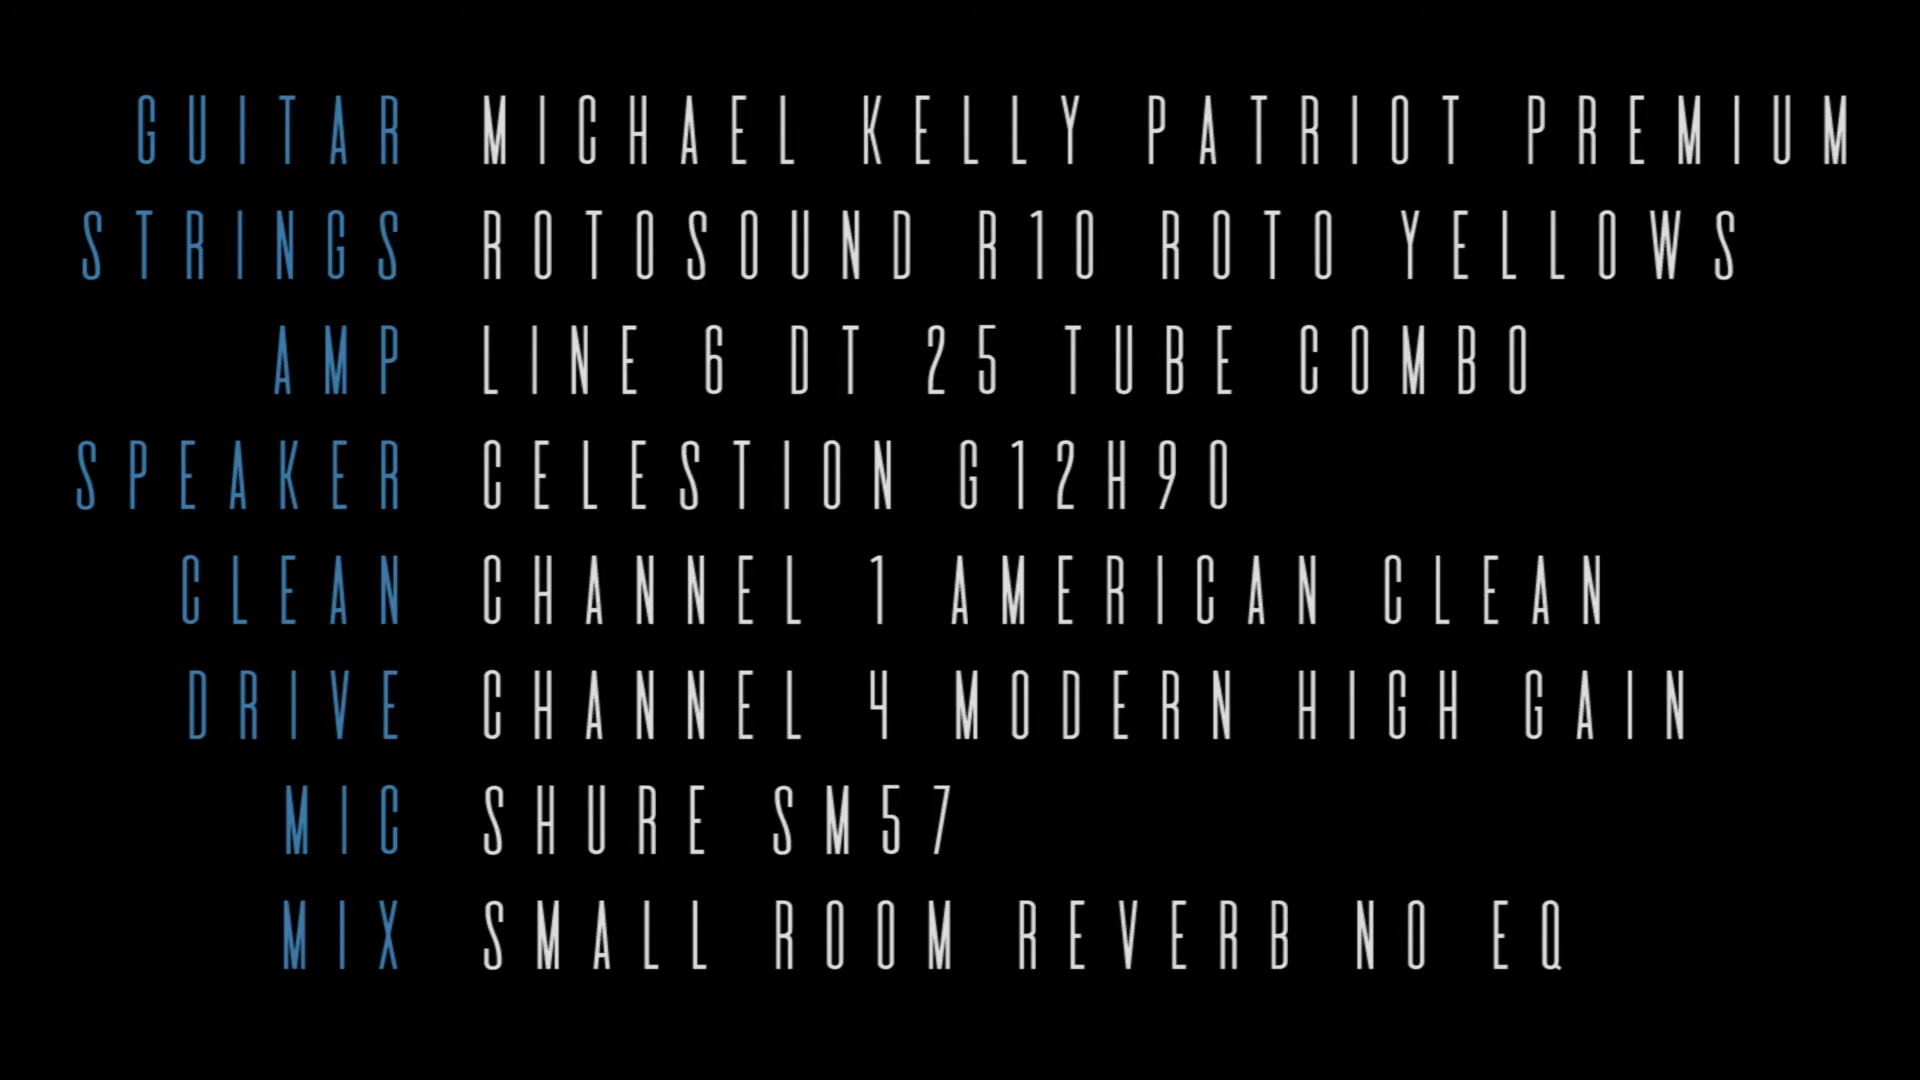 GUITAR MICHAEL KELLY PATRIOT PREMIUM
STRINGS ROTOSOUND R10 ROTO YELLOWS
AMP LINE 6 DT 25 TUBE COMBO
SPEAKER CELESTION G12H90
CLEAN CHANNEL 1 AMERICAN CLEAN
DRIVE CHANNEL 4 MODERN HIGH GAIN
MIC SHURE SM57
MIX SMALL ROOM REVERB NO EQ